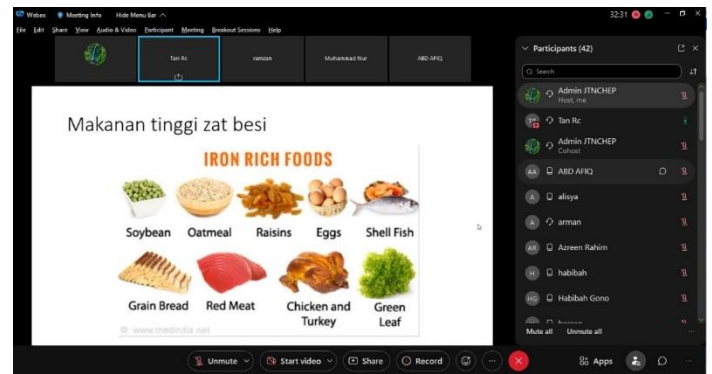 Webex Meeting Info Hide Menu Bar
32:31
File Edit Share View Audio & Video Participant Meeting Breakout Sessions Help
Tan Rc
ramzan
Muhammad Nur
ABD AFIQ
Makanan tinggi zat besi
IRON RICH FOODS
Soybean Oatmeal Raisins Eggs Shell Fish
Grain Bread Red Meat Chicken and Turkey Green Leaf
© www.medindia.net
Participants (42)
Search
Admin JTNCHEP
Host, me
Tan Rc
Admin JTNCHEP
Cohost
AA ABD AFIQ
A alisya
A arman
AR Azreen Rahim
H habibah
HG Habibah Gono
Mute all Unmute all
Unmute Start video Share Record Apps